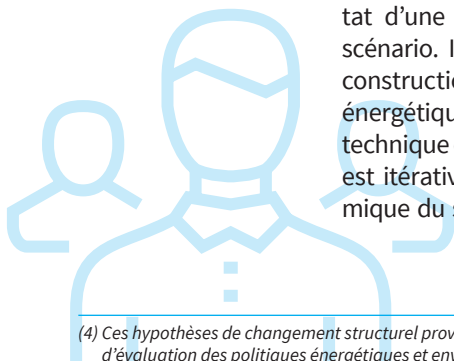 tat d’une
scénario. I
constructio
énergétiqu
technique
est itérativ
mique du s
(4) Ces hypothèses de changement structurel prov
d’évaluation des politiques énergétiques et env